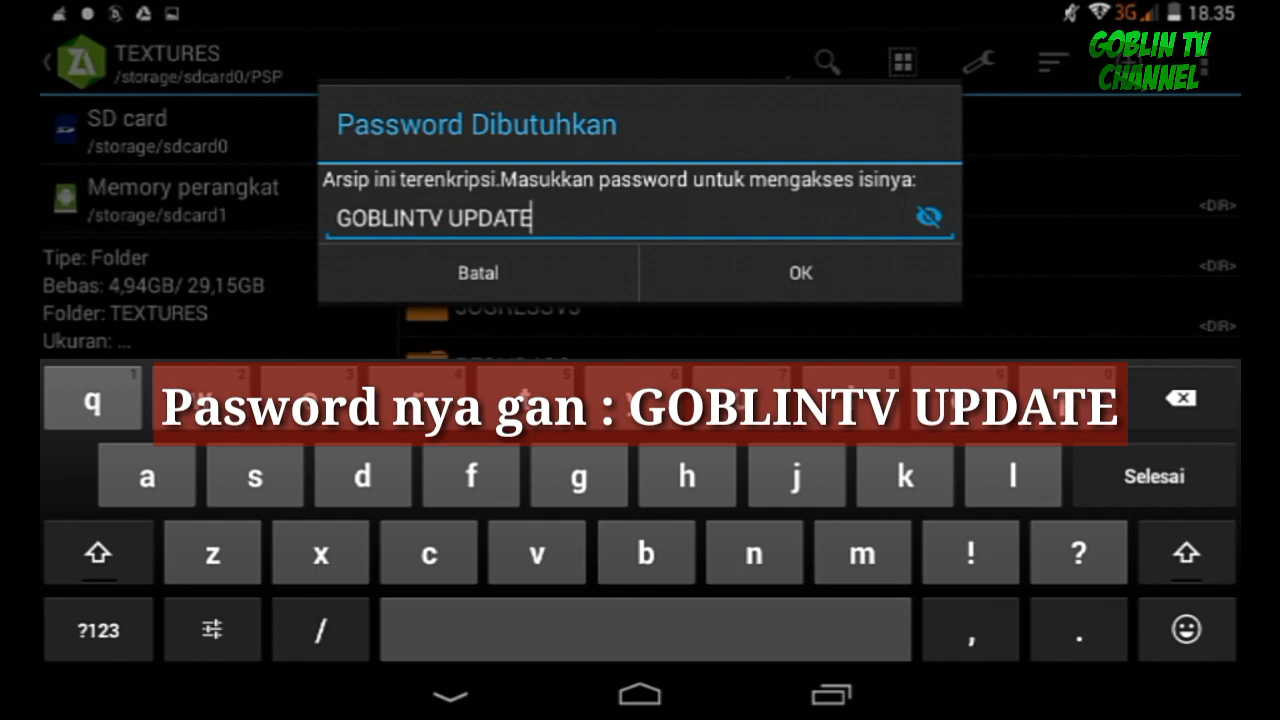 3G 18.35
TEXTURES
/storage/sdcard0/PSP
GOBLIN TV
CHANNEL
SD card
/storage/sdcard0
Memory perangkat
/storage/sdcard1
Tipe: Folder
Bebas: 4,94GB/ 29,15GB
Folder: TEXTURES
Ukuran: ...
Password Dibutuhkan
Arsip ini terenkripsi.Masukkan password untuk mengakses isinya:
GOBLINTV UPDATE
Batal OK
<DIR>
<DIR>
<DIR>
Pasword nya gan : GOBLINTV UPDATE
q 1
a s d f g h j k l Selesai
z x c v b n m ! ?
?123 / , .